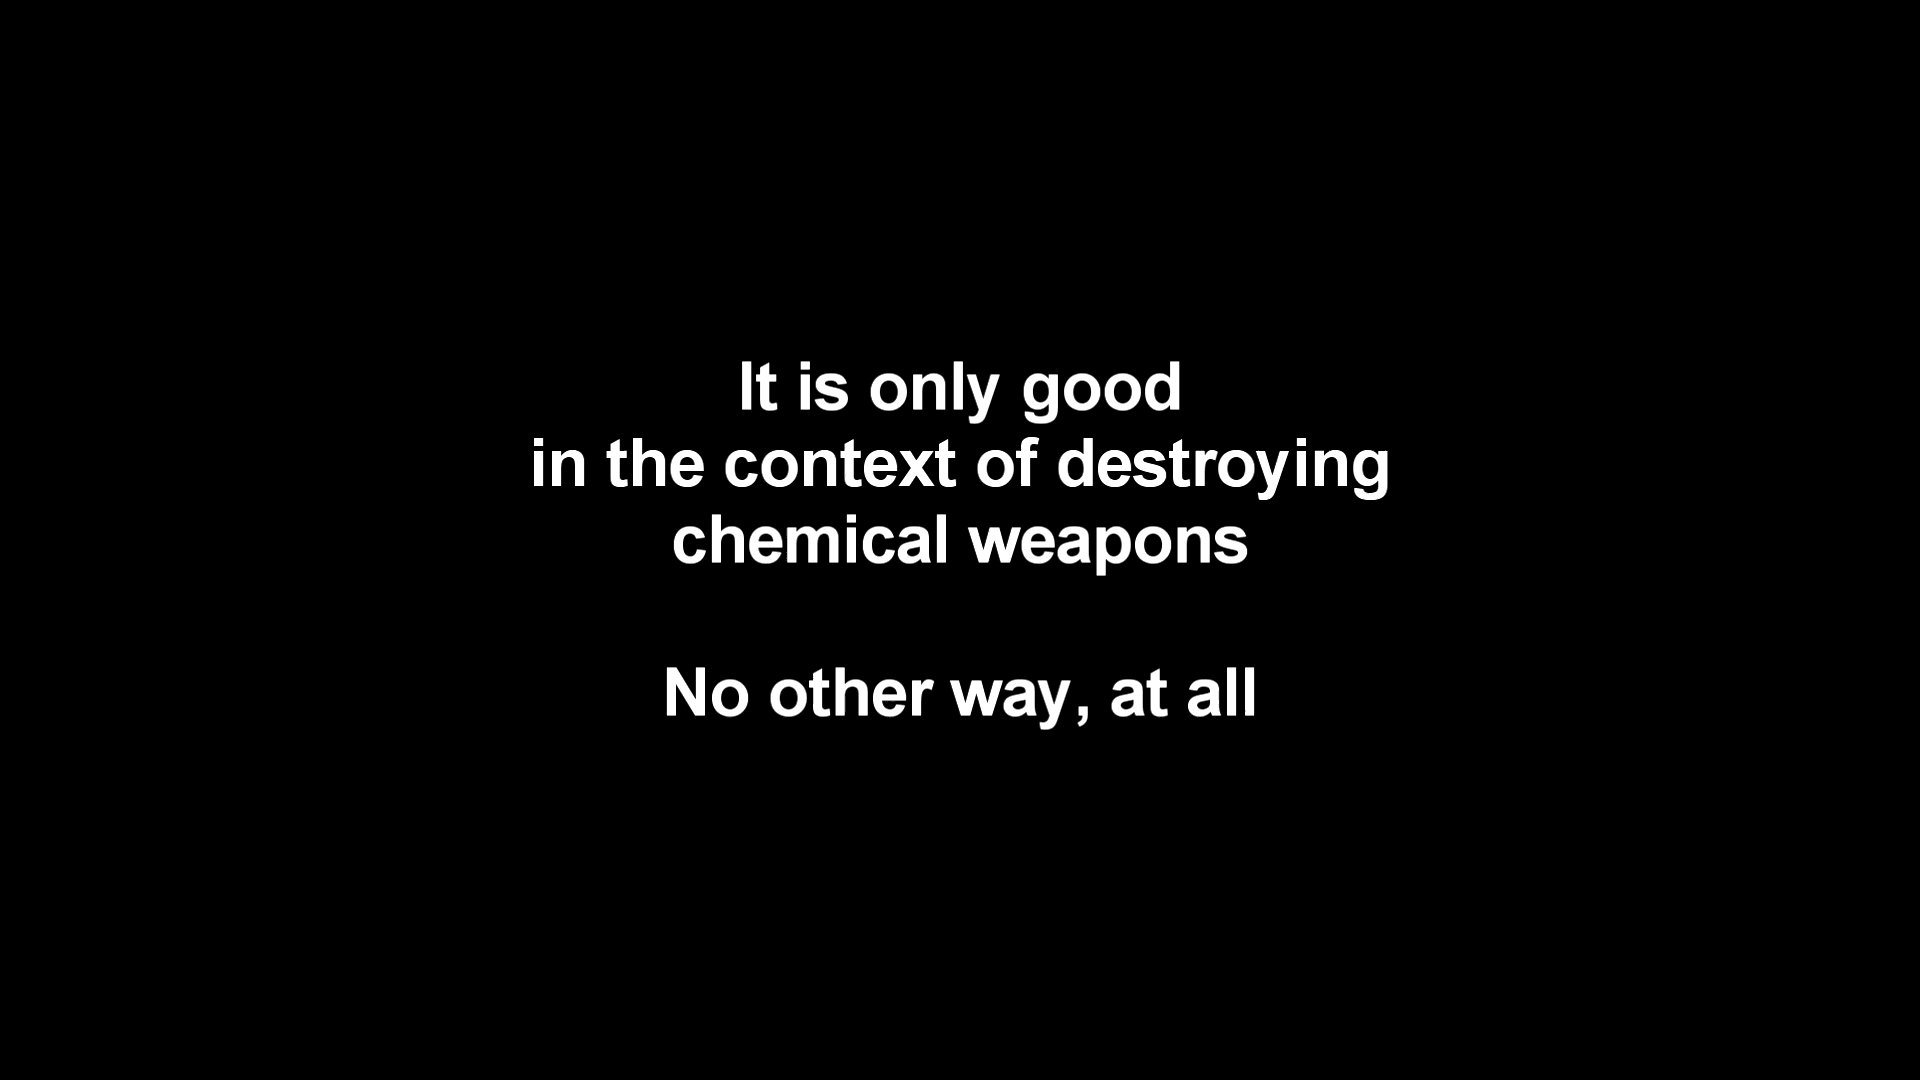 It is only good
in the context of destroying
chemical weapons
No other way, at all